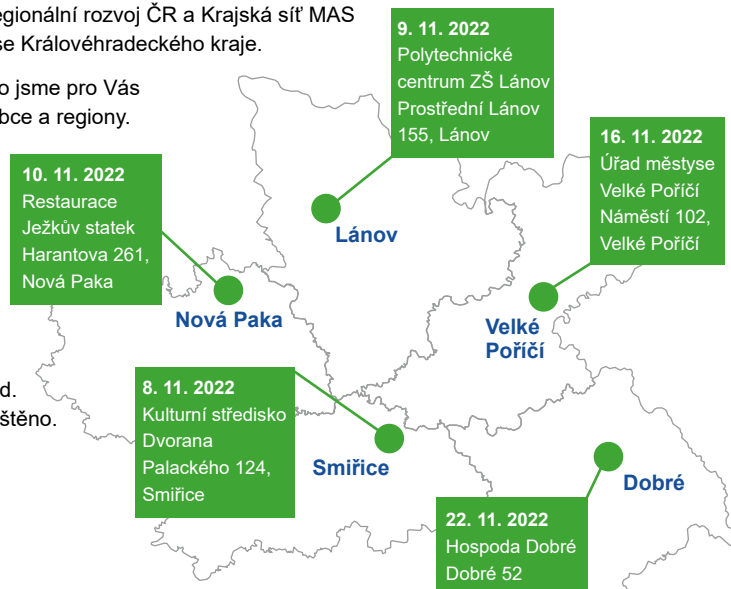 egionální rozvoj ČR a Krajská síť MAS
se Královéhradeckého kraje.
o jsme pro Vás
bce a regiony.
9. 11. 2022
Polytechnické
centrum ZŠ Lánov
Prostřední Lánov
155, Lánov
16. 11. 2022
Úřad městyse
Velké Poříčí
Náměstí 102,
Velké Poříčí
10. 11. 2022
Restaurace
Ježkův statek
Harantova 261,
Nová Paka
Lánov
Nová Paka
Velké
Poříčí
d.
štěno.
8. 11. 2022
Kulturní středisko
Dvorana
Palackého 124,
Smiřice
Smiřice
Dobré
22. 11. 2022
Hospoda Dobré
Dobré 52